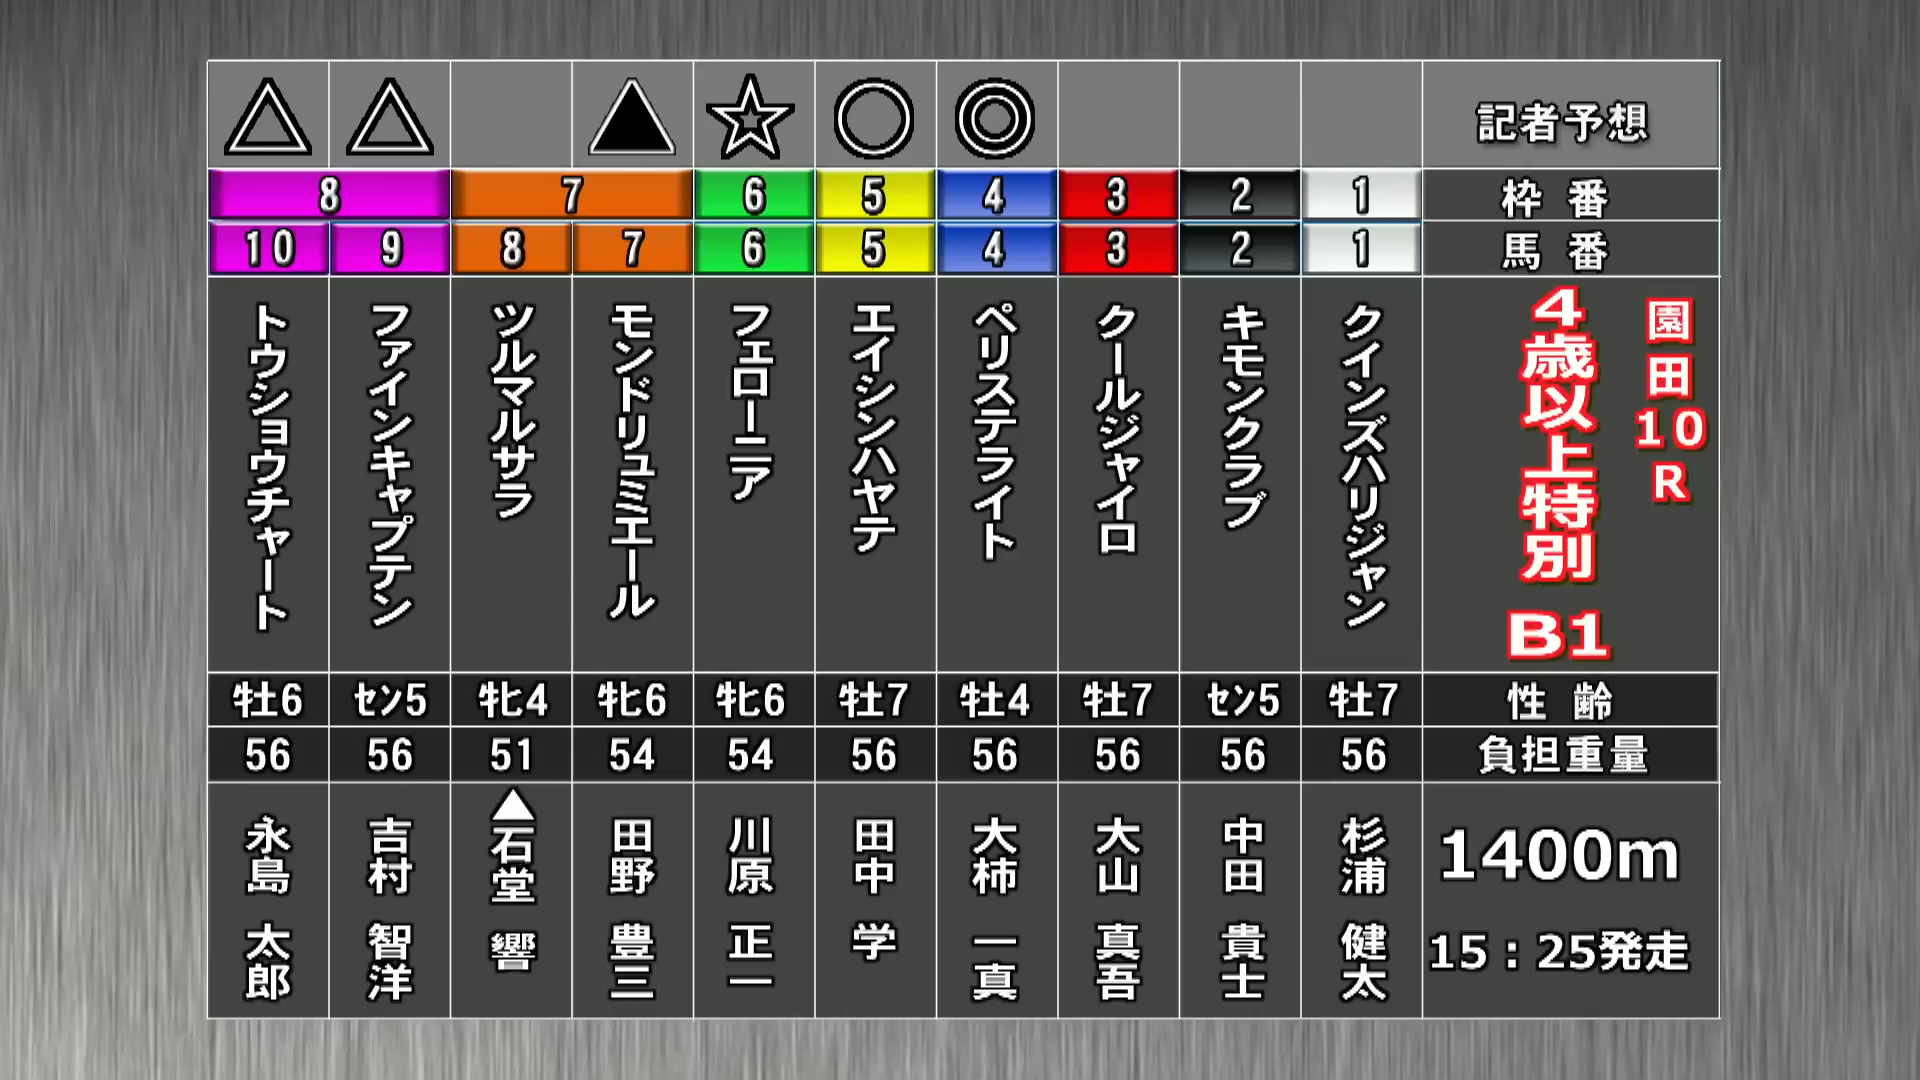 記者予想
枠番
馬番
園田10R
4歳以上特別 B1
性齢
負担重量
1400m
15:25発走
1
1
クインズハリジャン
牡7
56
杉浦 健太
2
2
キモンクラブ
セン5
56
中田 貴士
3
3
クールジャイロ
牡7
56
大山 真吾
◎
4
4
ペリステライト
牡4
56
大柿 一真
○
5
5
エイシンハヤテ
牡7
56
田中 学
☆
6
6
フェローニア
牝6
54
川原 正一
▲
7
7
モンドリュミエール
牝6
54
田野 豊三
8
ツルマルサラ
牝4
51
▲石堂 響
△
8
9
ファインキャプテン
セン5
56
吉村 智洋
△
10
トウショウチャート
牡6
56
永島 太郎